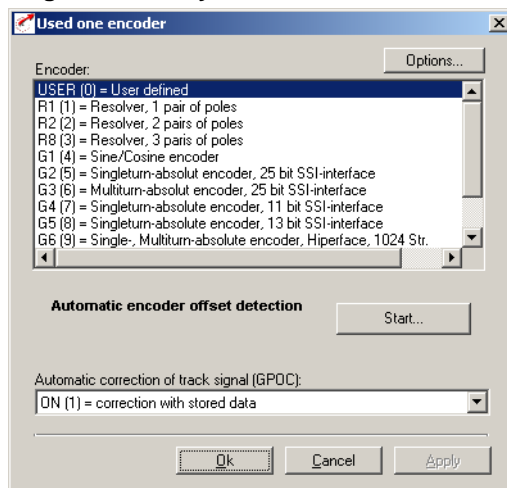 Used one encoder
Options...
Encoder:
USER (0) = User defined
R1 (1) = Resolver, 1 pair of poles
R2 (2) = Resolver, 2 pairs of poles
R8 (3) = Resolver, 3 paris of poles
G1 (4) = Sine/Cosine encoder
G2 (5) = Singleturn-absolut encoder, 25 bit SSI-interface
G3 (6) = Multiturn-absolut encoder, 25 bit SSI-interface
G4 (7) = Singleturn-absolute encoder, 11 bit SSI-interface
G5 (8) = Singleturn-absolute encoder, 13 bit SSI-interface
G6 (9) = Single-, Multiturn-absolute encoder, Hiperface, 1024 Str.
Automatic encoder offset detection
Start...
Automatic correction of track signal (GPOC):
ON (1) = correction with stored data
Ok
Cancel
Apply